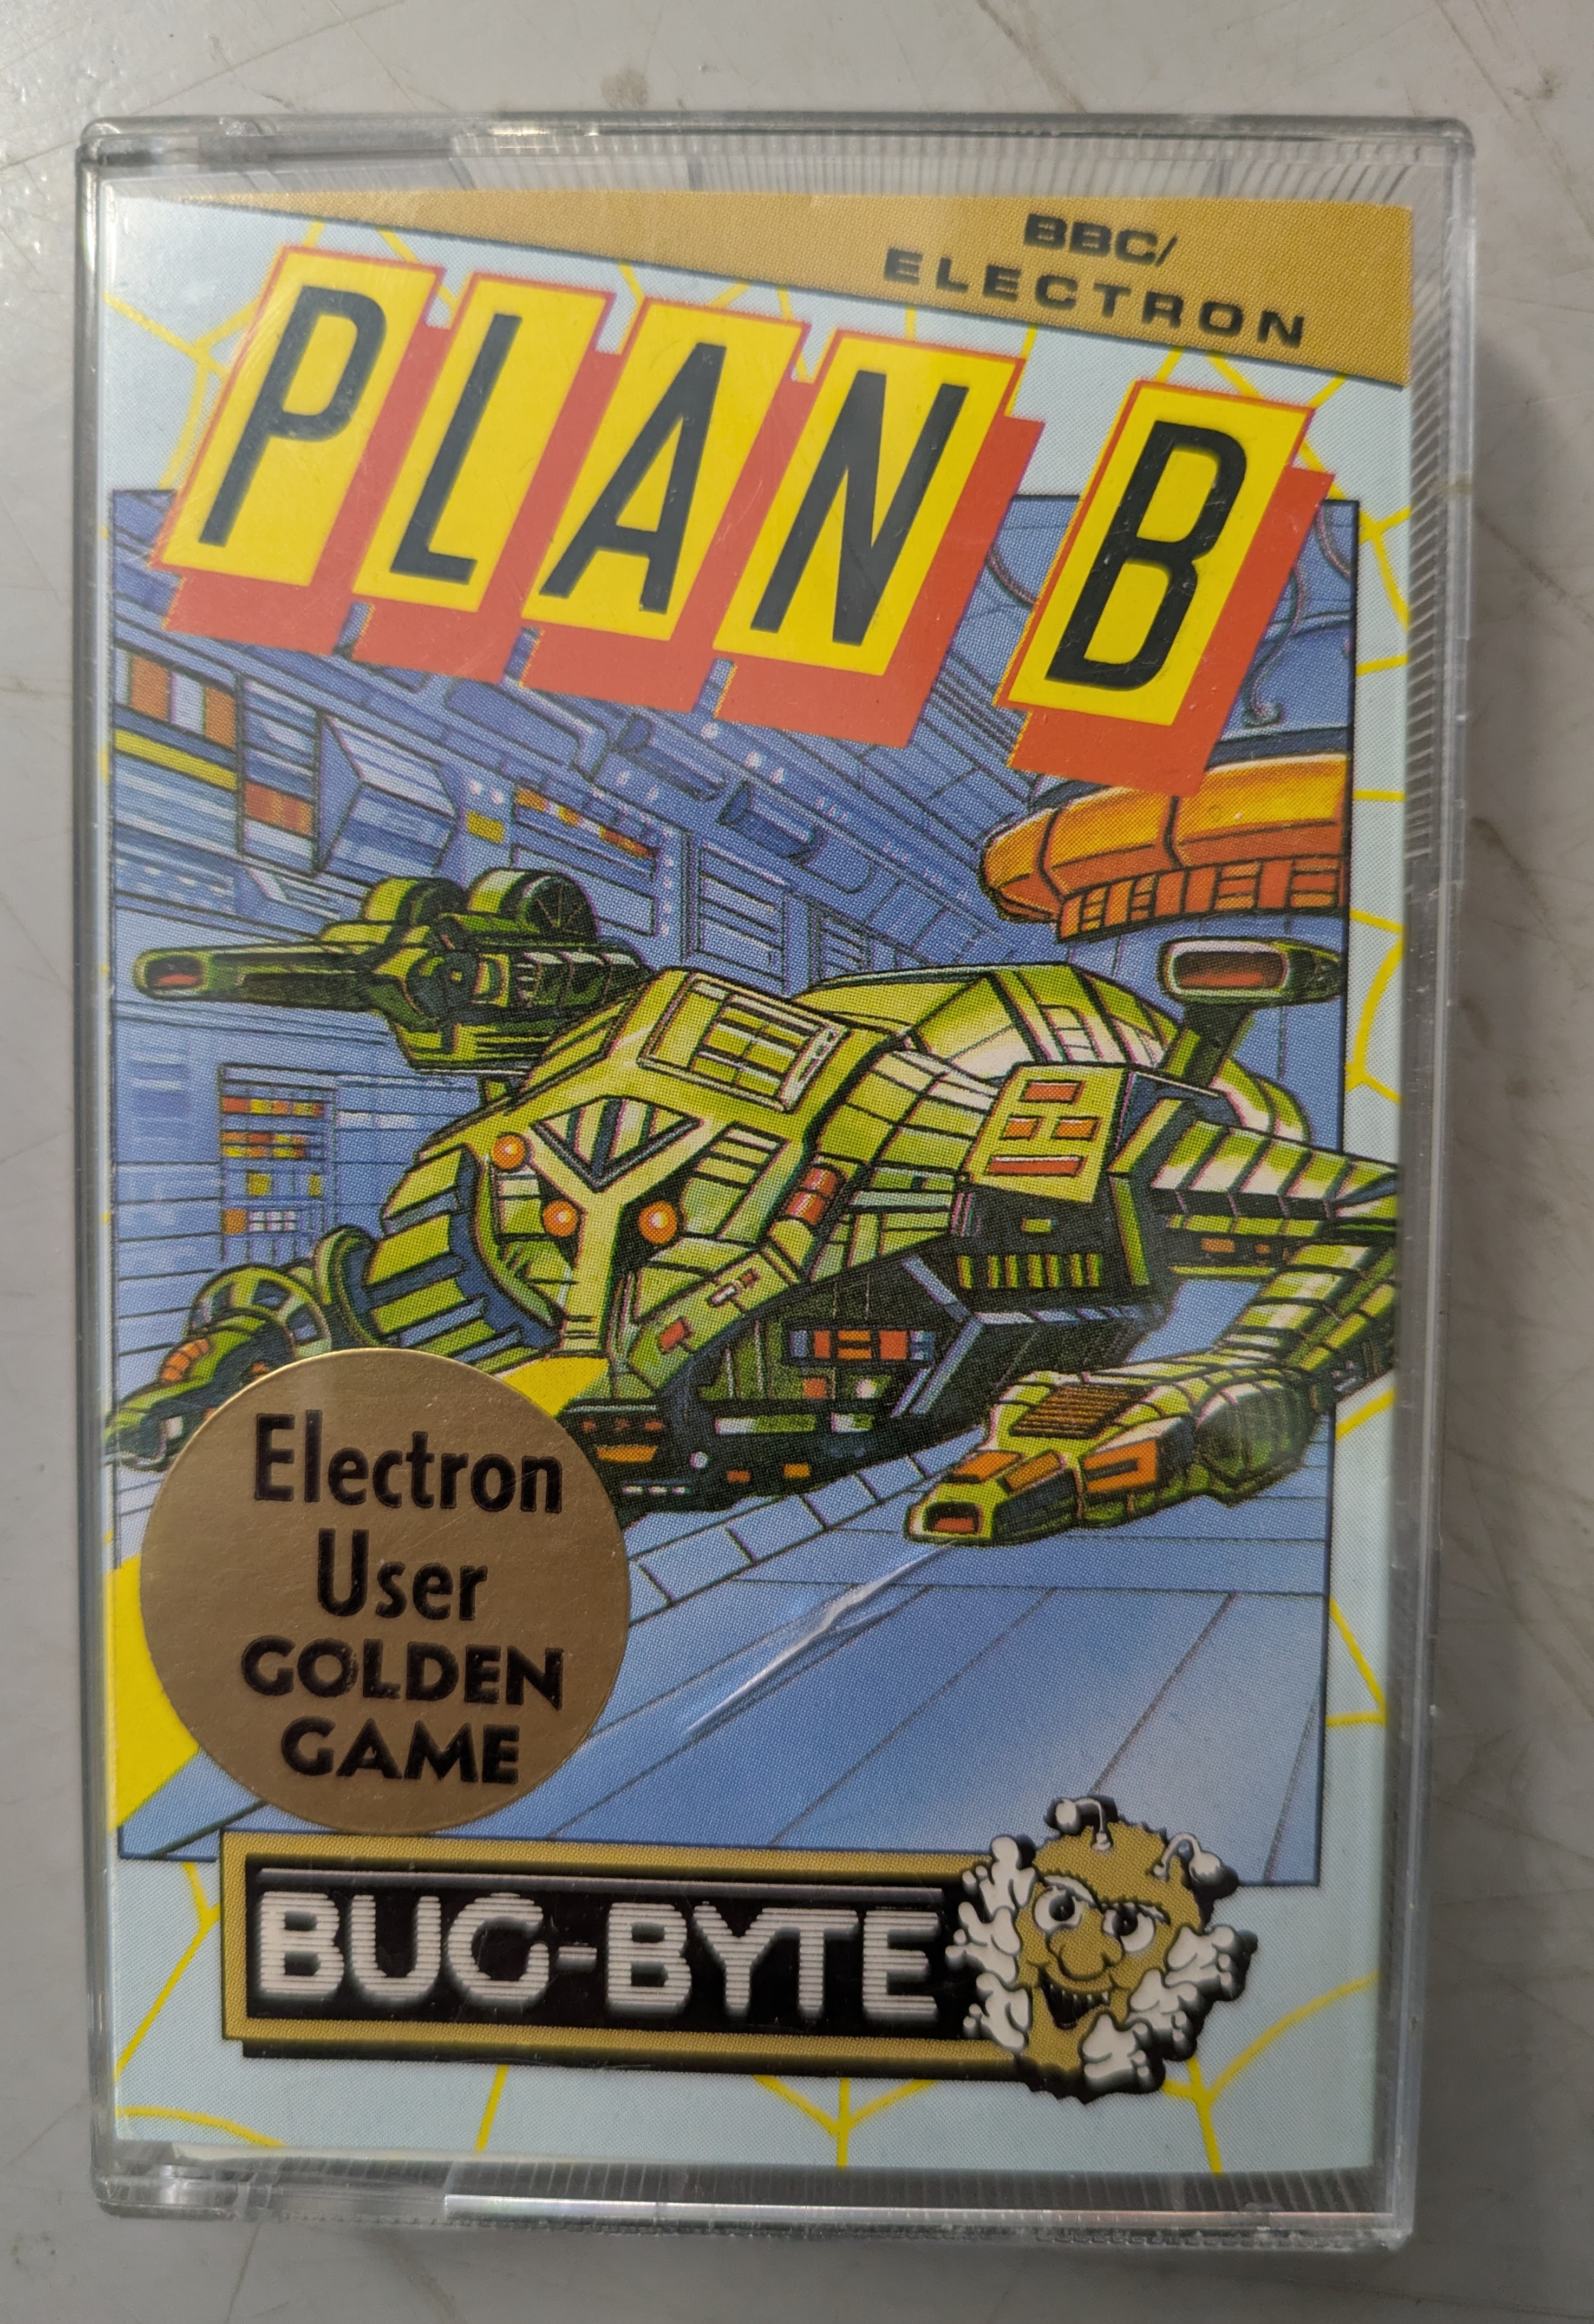 BBC/
ELECTRON
PLAN B
Electron
User
GOLDEN
GAME
BUG-BYTE